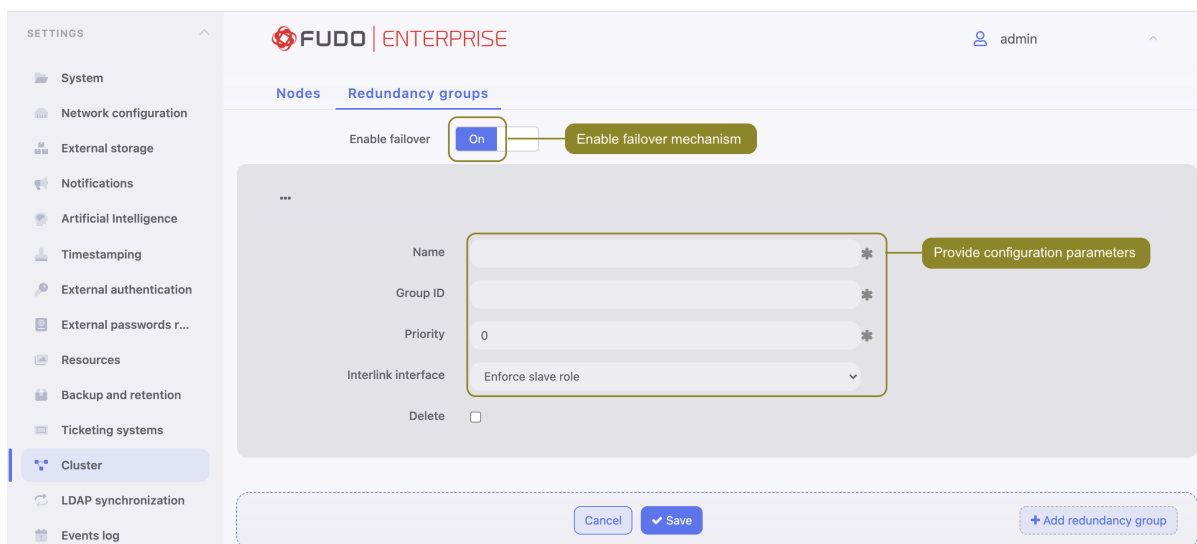 SETTINGS
System
Network configuration
External storage
Notifications
Artificial Intelligence
Timestamping
External authentication
External passwords r...
Resources
Backup and retention
Ticketing systems
Cluster
LDAP synchronization
Events log
FUDO | ENTERPRISE
admin
Nodes Redundancy groups
Enable failover On Enable failover mechanism
...
Name * Provide configuration parameters
Group ID *
Priority 0 *
Interlink interface Enforce slave role
Delete
Cancel ✔ Save + Add redundancy group